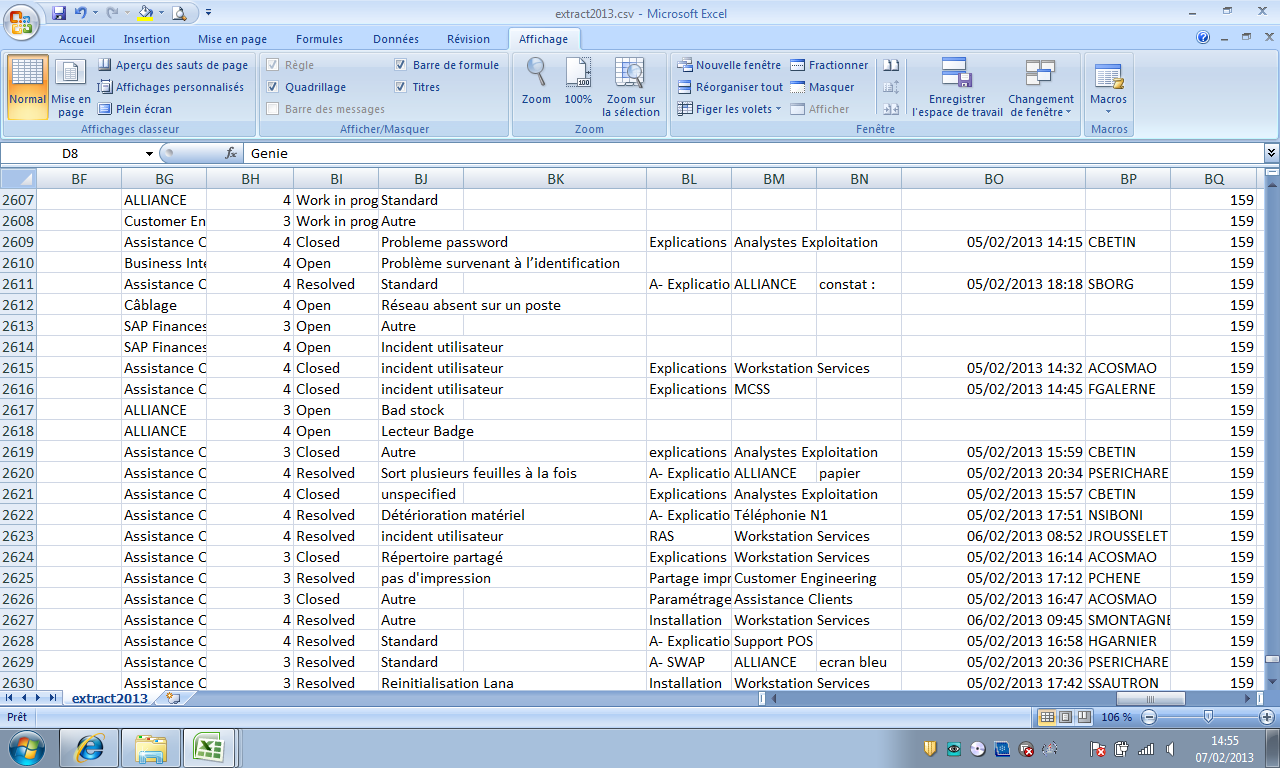 extract2013.csv - Microsoft Excel
Accueil Insertion Mise en page Formules Données Révision Affichage
Normal Mise en page Aperçu des sauts de page Affichages personnalisés Plein écran Affichages classeur
Règle Quadrillage Barre des messages Barre de formule Titres Afficher/Masquer
Zoom 100% Zoom sur la sélection Zoom
Nouvelle fenêtre Réorganiser tout Figer les volets Fractionner Masquer Afficher Enregistrer l'espace de travail Changement de fenêtre Fenêtre
Macros Macros
D8 fx Genie
BF BG BH BI BJ BK BL BM BN BO BP BQ
2607 ALLIANCE 4 Work in prog Standard 159
2608 Customer En 3 Work in prog Autre 159
2609 Assistance C 4 Closed Probleme password Explications Analystes Exploitation 05/02/2013 14:15 CBETIN 159
2610 Business Inte 4 Open Problème survenant à l’identification 159
2611 Assistance C 4 Resolved Standard A- Explicatio ALLIANCE constat : 05/02/2013 18:18 SBORG 159
2612 Câblage 4 Open Réseau absent sur un poste 159
2613 SAP Finances 3 Open Autre 159
2614 SAP Finances 4 Open Incident utilisateur 159
2615 Assistance C 4 Closed incident utilisateur Explications Workstation Services 05/02/2013 14:32 ACOSMAO 159
2616 Assistance C 4 Closed incident utilisateur Explications MCSS 05/02/2013 14:45 FGALERNE 159
2617 ALLIANCE 3 Open Bad stock 159
2618 ALLIANCE 4 Open Lecteur Badge 159
2619 Assistance C 3 Closed Autre explications Analystes Exploitation 05/02/2013 15:59 CBETIN 159
2620 Assistance C 4 Resolved Sort plusieurs feuilles à la fois A- Explicatio ALLIANCE papier 05/02/2013 20:34 PSERICHARE 159
2621 Assistance C 4 Closed unspecified Explications Analystes Exploitation 05/02/2013 15:57 CBETIN 159
2622 Assistance C 4 Resolved Détérioration matériel A- Explicatio Téléphonie N1 05/02/2013 17:51 NSIBONI 159
2623 Assistance C 4 Resolved incident utilisateur RAS Workstation Services 06/02/2013 08:52 JROUSSELET 159
2624 Assistance C 3 Closed Répertoire partagé Explications Workstation Services 05/02/2013 16:14 ACOSMAO 159
2625 Assistance C 3 Resolved pas d'impression Partage impr Customer Engineering 05/02/2013 17:12 PCHENE 159
2626 Assistance C 3 Closed Autre Paramétrage Assistance Clients 05/02/2013 16:47 ACOSMAO 159
2627 Assistance C 4 Resolved Autre Installation Workstation Services 06/02/2013 09:45 SMONTAGNE 159
2628 Assistance C 4 Resolved Standard A- Explicatio Support POS 05/02/2013 16:58 HGARNIER 159
2629 Assistance C 3 Resolved Standard A- SWAP ALLIANCE ecran bleu 05/02/2013 20:36 PSERICHARE 159
2630 Assistance C 3 Resolved Reinitialisation Lana Installation Workstation Services 05/02/2013 17:42 SSAUTRON 159
extract2013
Prêt 106 %
14:55
07/02/2013